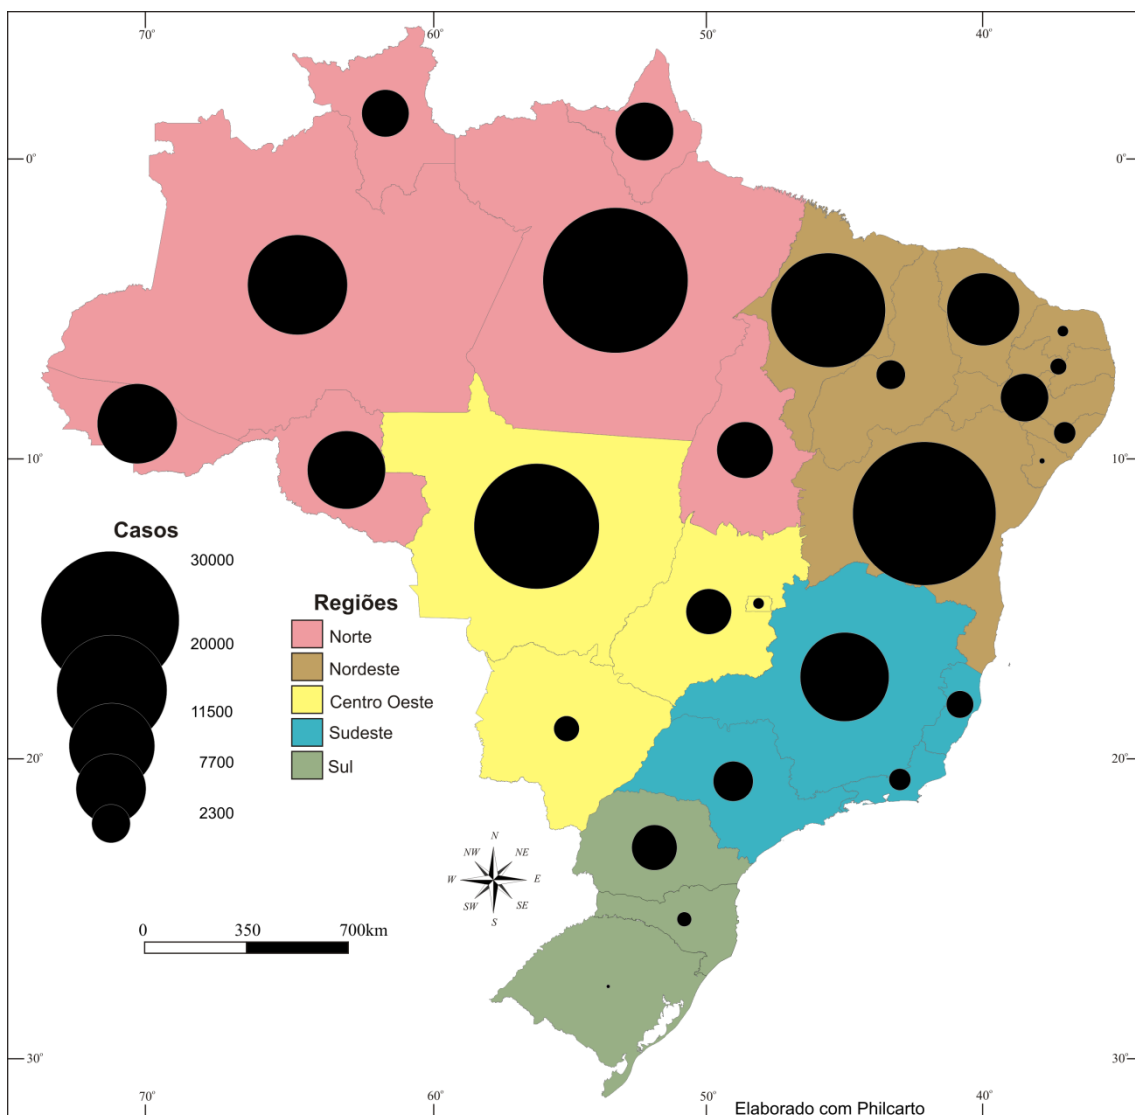 70°
60°
50°
40°
0°
0°
10°
10°
Casos
30000
20000
11500
7700
2300
Regiões
Norte
Nordeste
Centro Oeste
Sudeste
Sul
20°
20°
N
NW
NE
W
E
SW
SE
S
0
350
700km
30°
30°
70°
60°
50°
40°
Elaborado com Philcarto